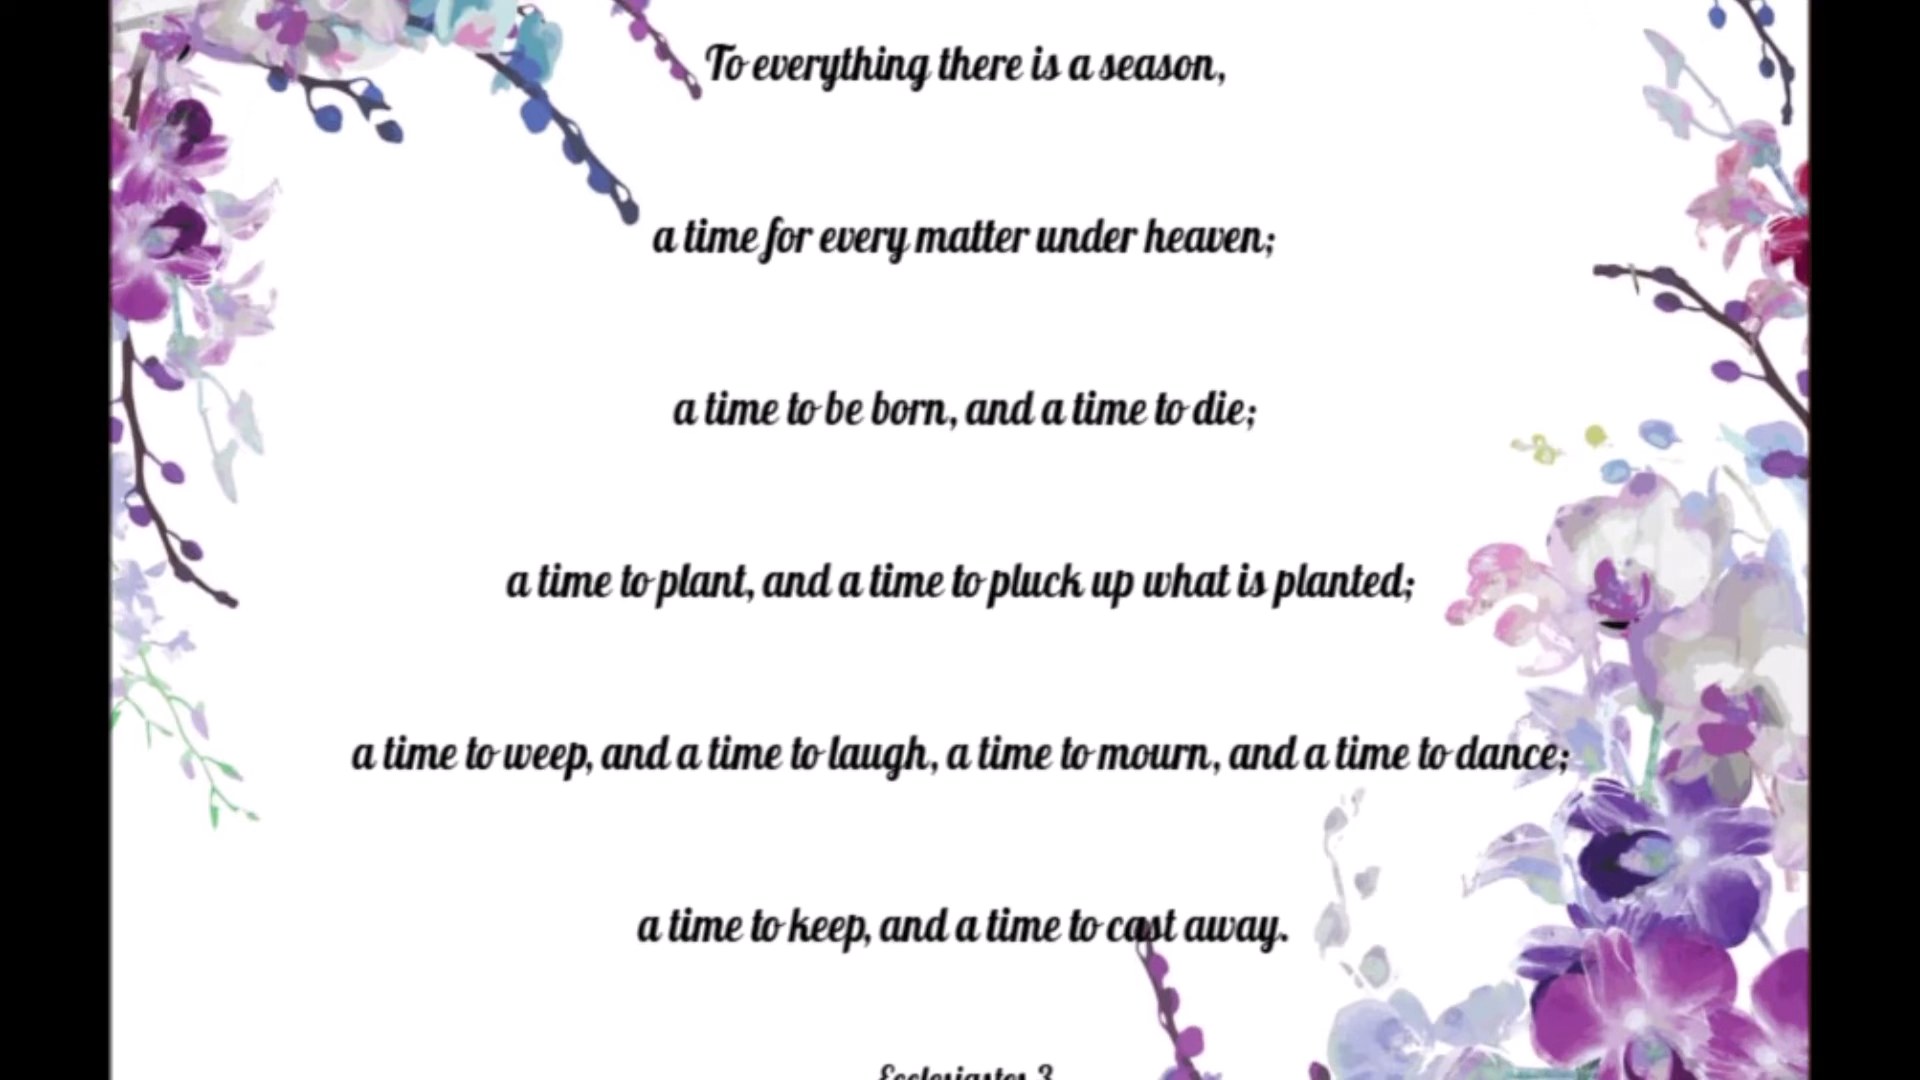 To everything there is a season,
a time for every matter under heaven;
a time to be born, and a time to die;
a time to plant, and a time to pluck up what is planted;
a time to weep, and a time to laugh, a time to mourn, and a time to dance;
a time to keep, and a time to cast away.
Ecclesiastes 3